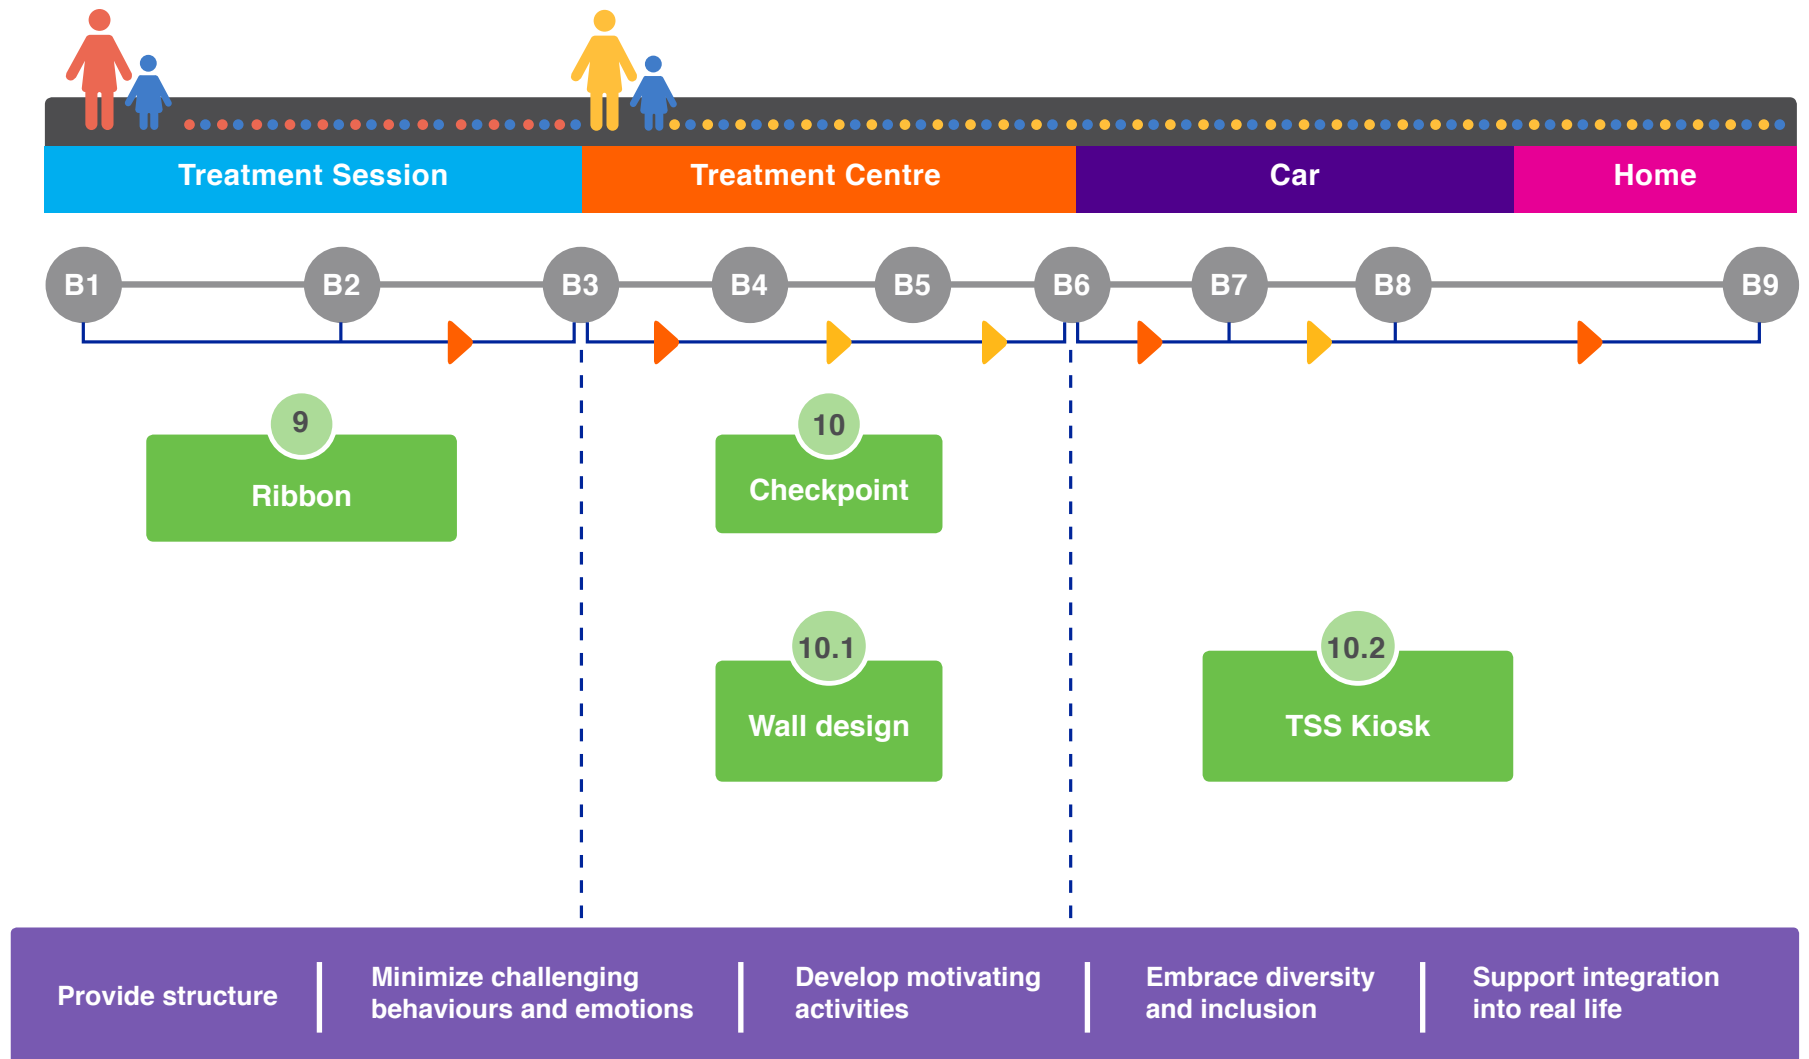 Treatment Session
Treatment Centre
Car
Home
B1
B2
B3
B4
B5
B6
B7
B8
B9
9
Ribbon
10
Checkpoint
10.1
Wall design
10.2
TSS Kiosk
Provide structure
Minimize challenging
behaviours and emotions
Develop motivating
activities
Embrace diversity
and inclusion
Support integration
into real life